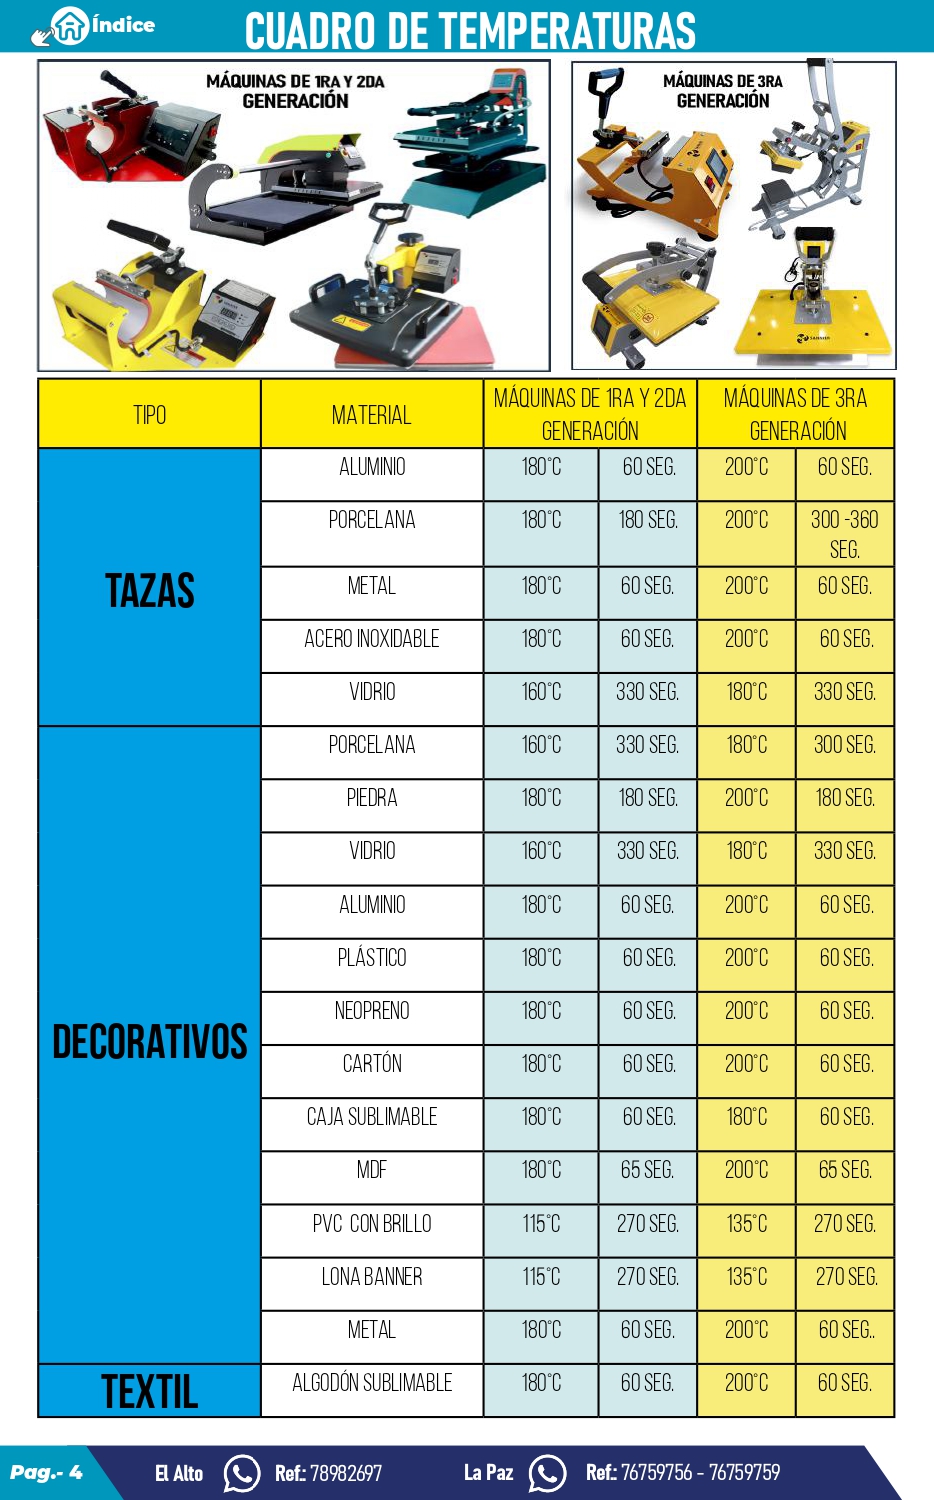 Índice
CUADRO DE TEMPERATURAS
MÁQUINAS DE 1RA Y 2DA
GENERACIÓN
MÁQUINAS DE 3RA
GENERACIÓN
SAMMER
TIPO MATERIAL MÁQUINAS DE 1RA Y 2DA GENERACIÓN MÁQUINAS DE 3RA GENERACIÓN
TAZAS
ALUMINIO 180°C 60 SEG. 200°C 60 SEG.
PORCELANA 180°C 180 SEG. 200°C 300 -360 SEG.
METAL 180°C 60 SEG. 200°C 60 SEG.
ACERO INOXIDABLE 180°C 60 SEG. 200°C 60 SEG.
VIDRIO 160°C 330 SEG. 180°C 330 SEG.
DECORATIVOS
PORCELANA 160°C 330 SEG. 180°C 300 SEG.
PIEDRA 180°C 180 SEG. 200°C 180 SEG.
VIDRIO 160°C 330 SEG. 180°C 330 SEG.
ALUMINIO 180°C 60 SEG. 200°C 60 SEG.
PLÁSTICO 180°C 60 SEG. 200°C 60 SEG.
NEOPRENO 180°C 60 SEG. 200°C 60 SEG.
CARTÓN 180°C 60 SEG. 200°C 60 SEG.
CAJA SUBLIMABLE 180°C 60 SEG. 180°C 60 SEG.
MDF 180°C 65 SEG. 200°C 65 SEG.
PVC CON BRILLO 115°C 270 SEG. 135°C 270 SEG.
LONA BANNER 115°C 270 SEG. 135°C 270 SEG.
METAL 180°C 60 SEG. 200°C 60 SEG..
TEXTIL
ALGODÓN SUBLIMABLE 180°C 60 SEG. 200°C 60 SEG.
Pag.- 4
El Alto Ref.: 78982697
La Paz Ref.: 76759756 - 76759759